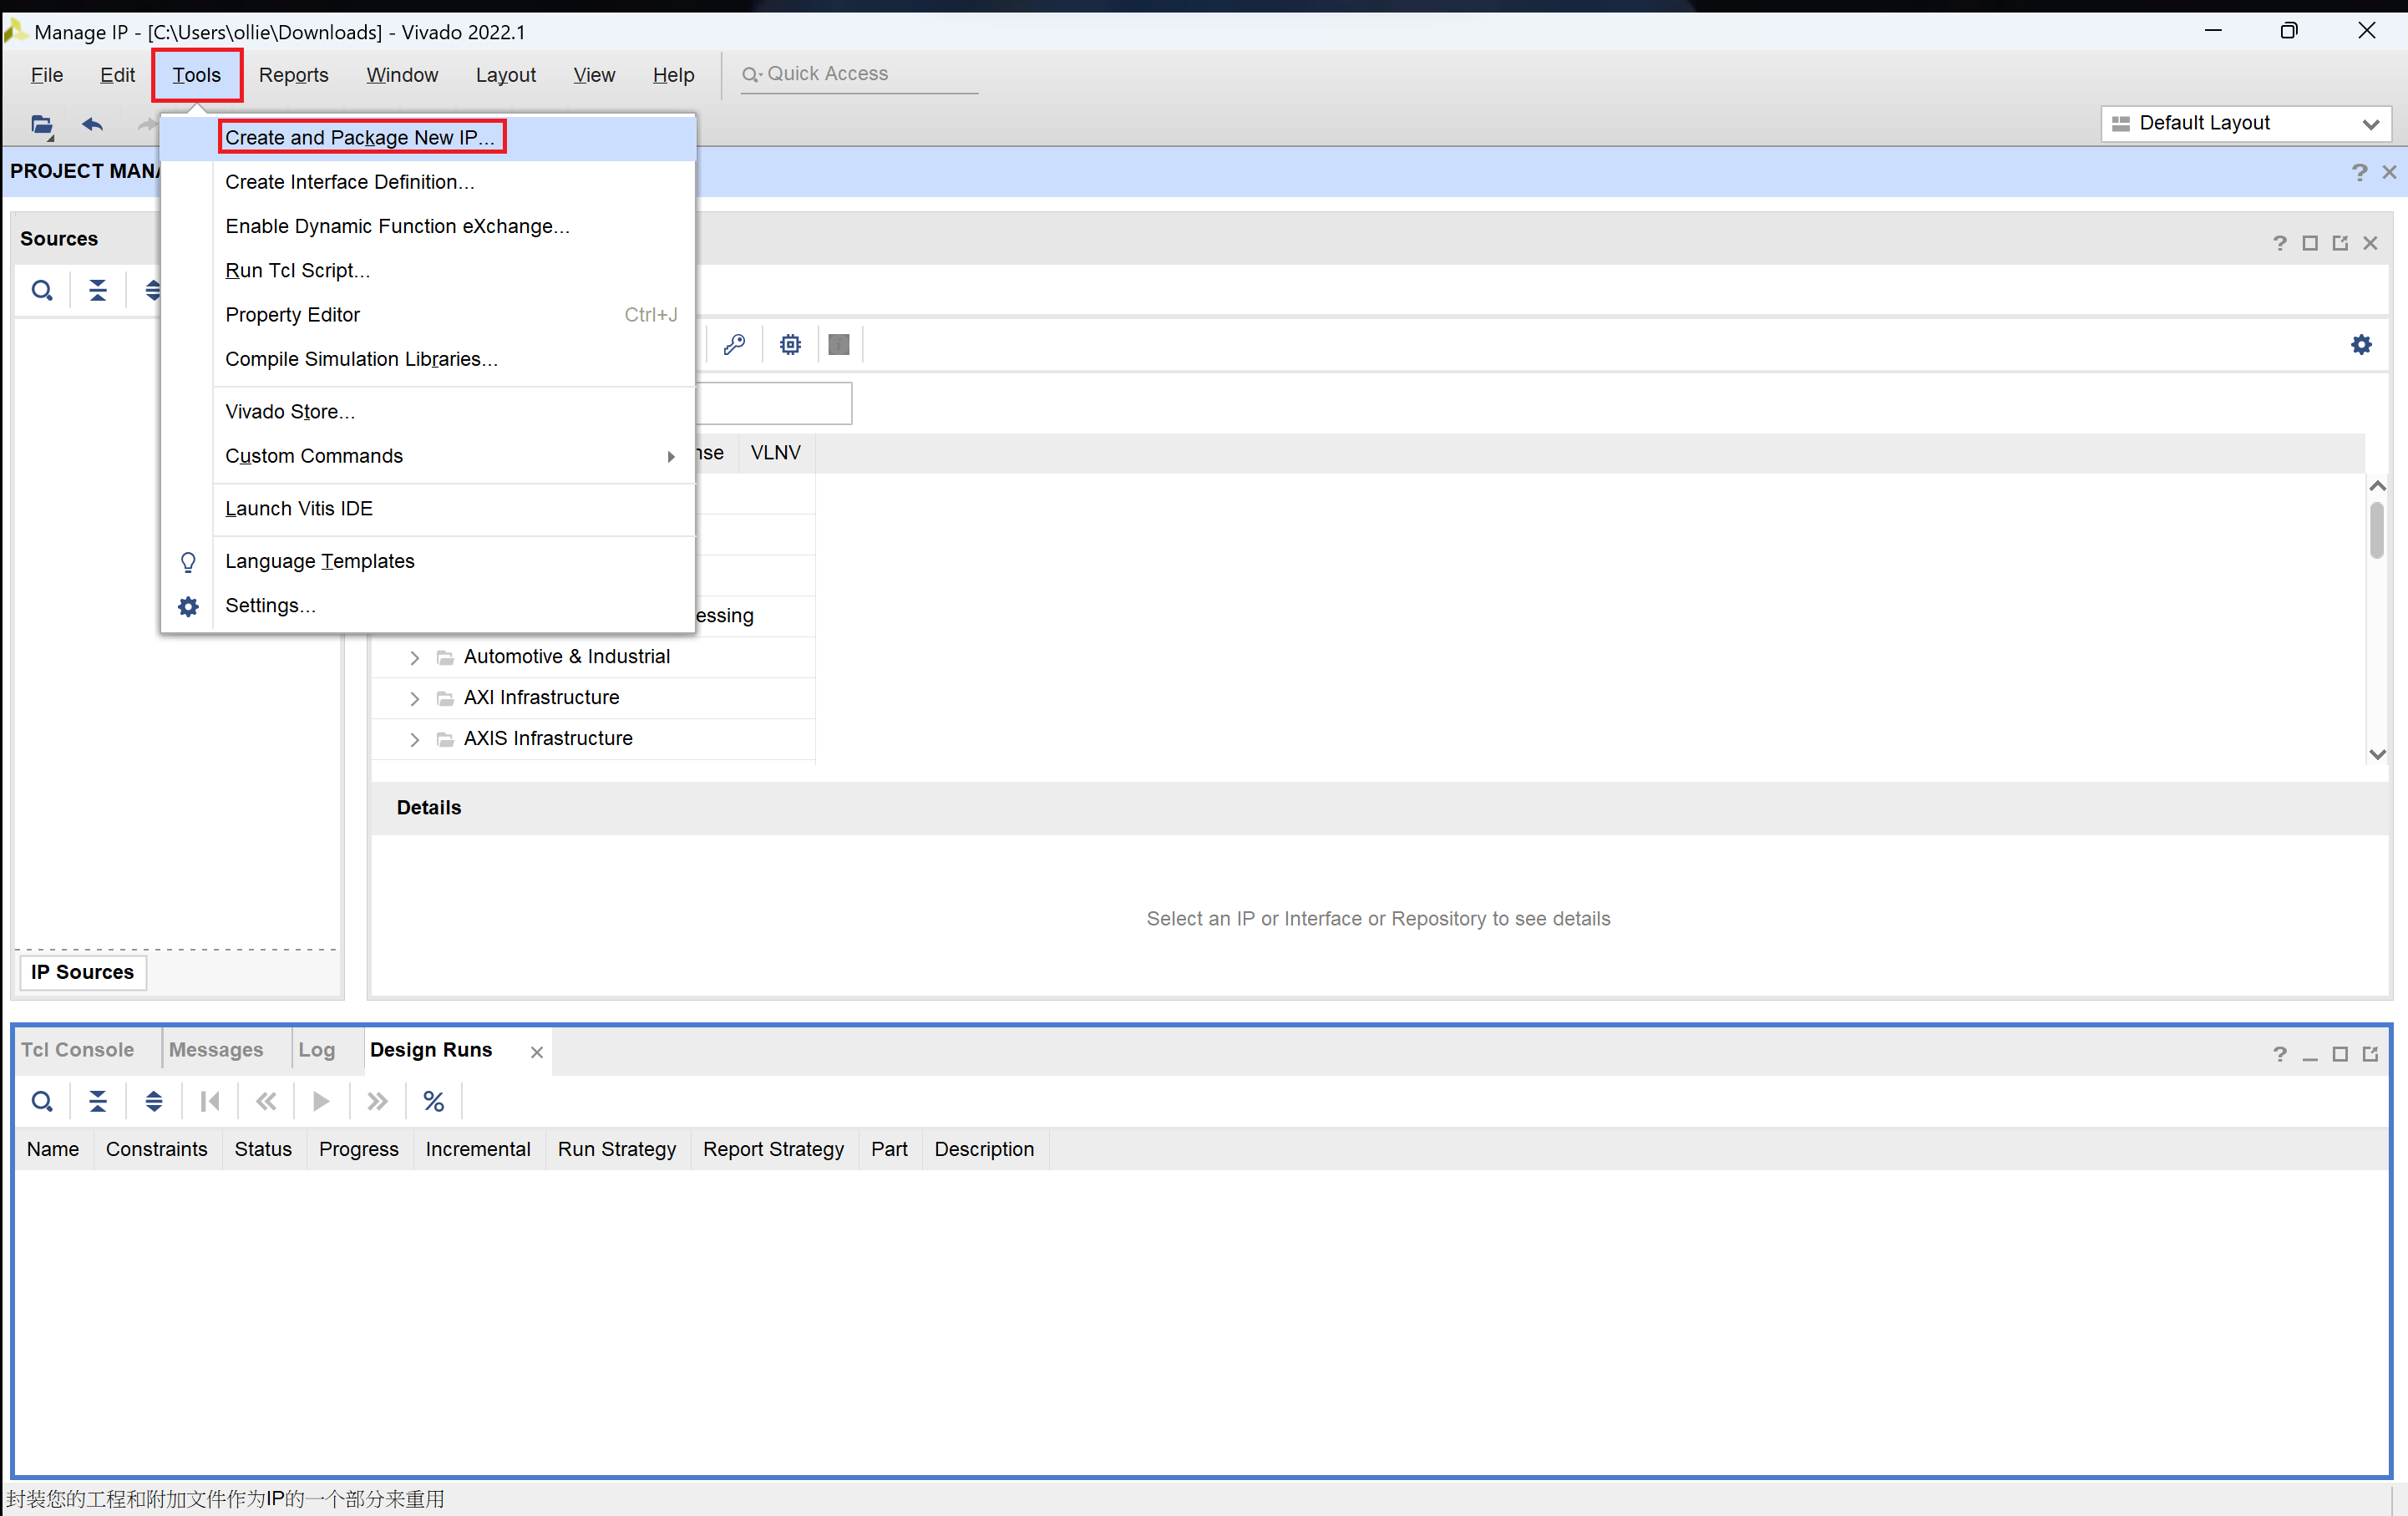 Manage IP - [C:\Users\ollie\Downloads] - Vivado 2022.1
File Edit Tools Reports Window Layout View Help Quick Access
Default Layout
Create and Package New IP...
PROJECT MANA
Create Interface Definition...
Enable Dynamic Function eXchange...
Sources
Run Tcl Script...
Property Editor Ctrl+J
Compile Simulation Libraries...
Vivado Store...
Custom Commands
nse VLNV
Launch Vitis IDE
Language Templates
Settings...
essing
Automotive & Industrial
AXI Infrastructure
AXIS Infrastructure
Details
Select an IP or Interface or Repository to see details
IP Sources
Tcl Console Messages Log Design Runs
Name Constraints Status Progress Incremental Run Strategy Report Strategy Part Description
封装您的工程和附加文件作为IP的一个部分来重用